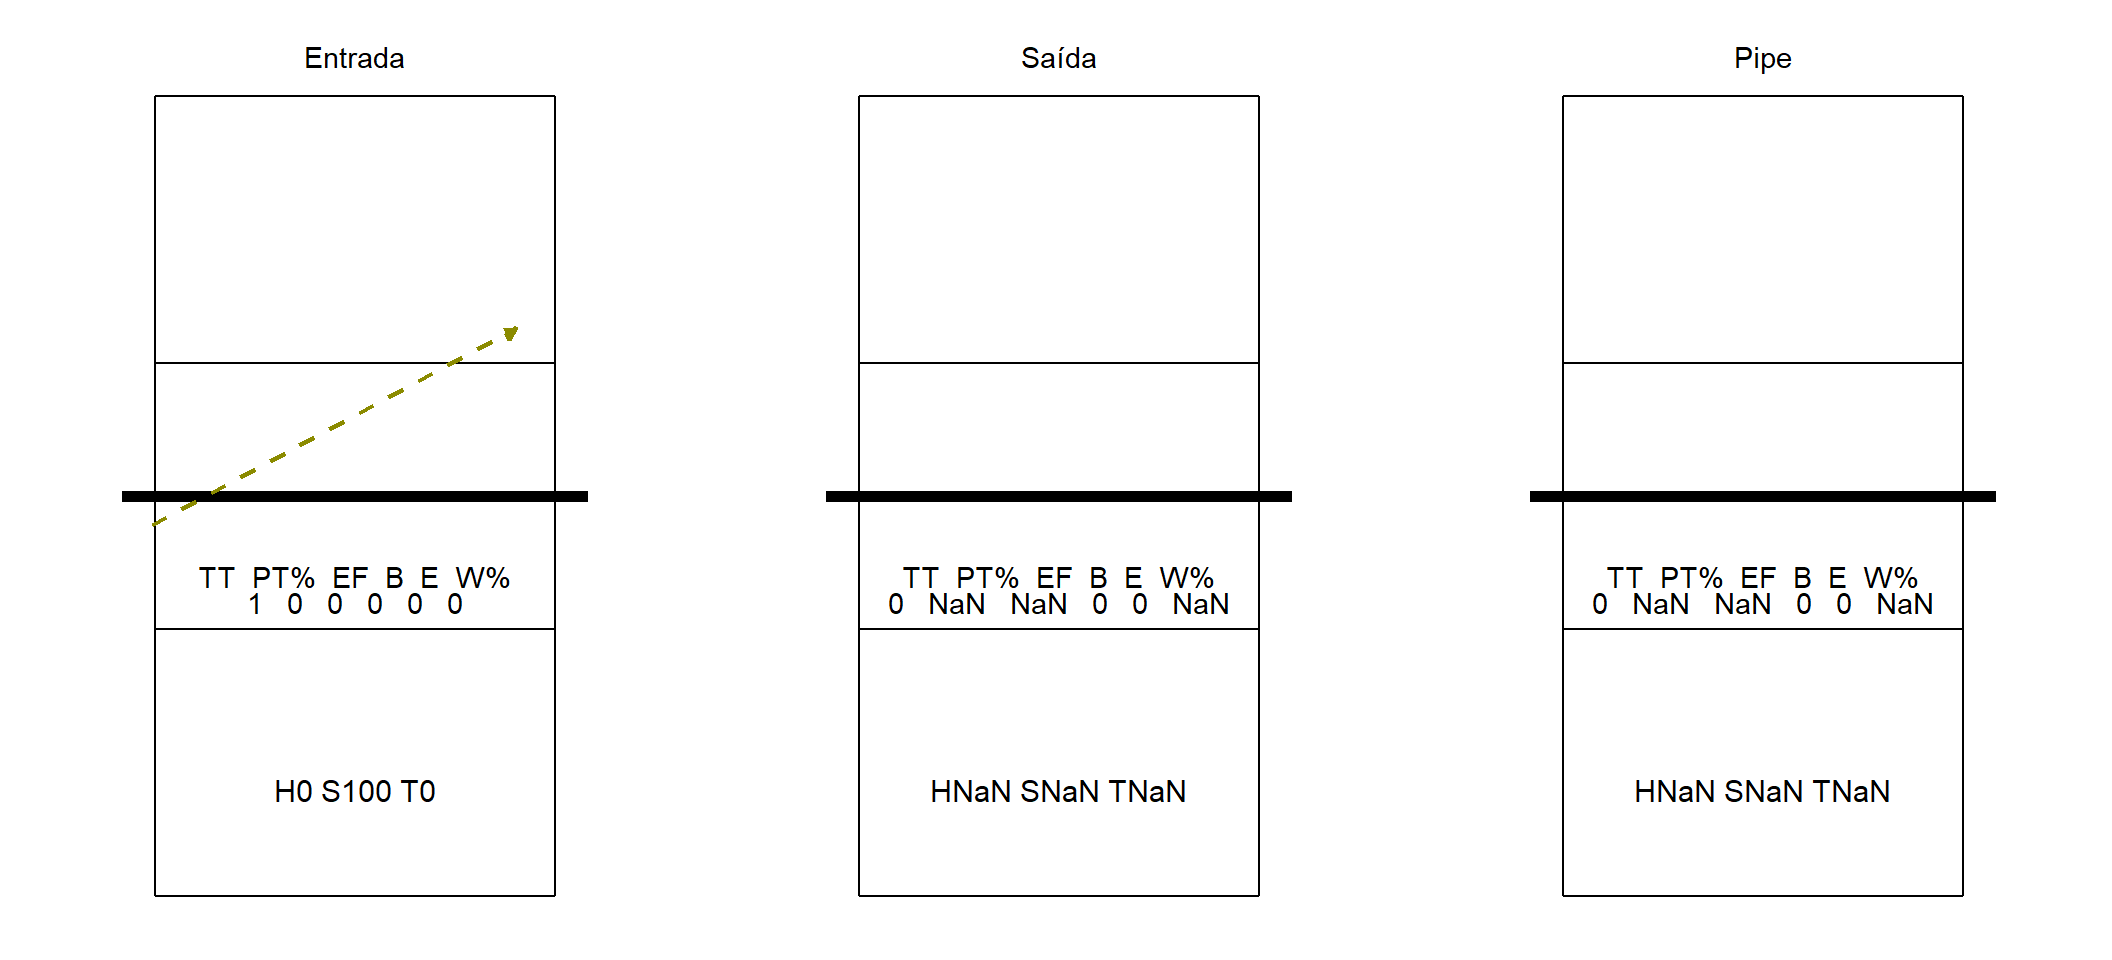 Entrada
Saída
Pipe
TT PT% EF B E W%
1 0 0 0 0 0
TT PT% EF B E W%
0 NaN NaN 0 0 NaN
TT PT% EF B E W%
0 NaN NaN 0 0 NaN
H0 S100 T0
HNaN SNaN TNaN
HNaN SNaN TNaN